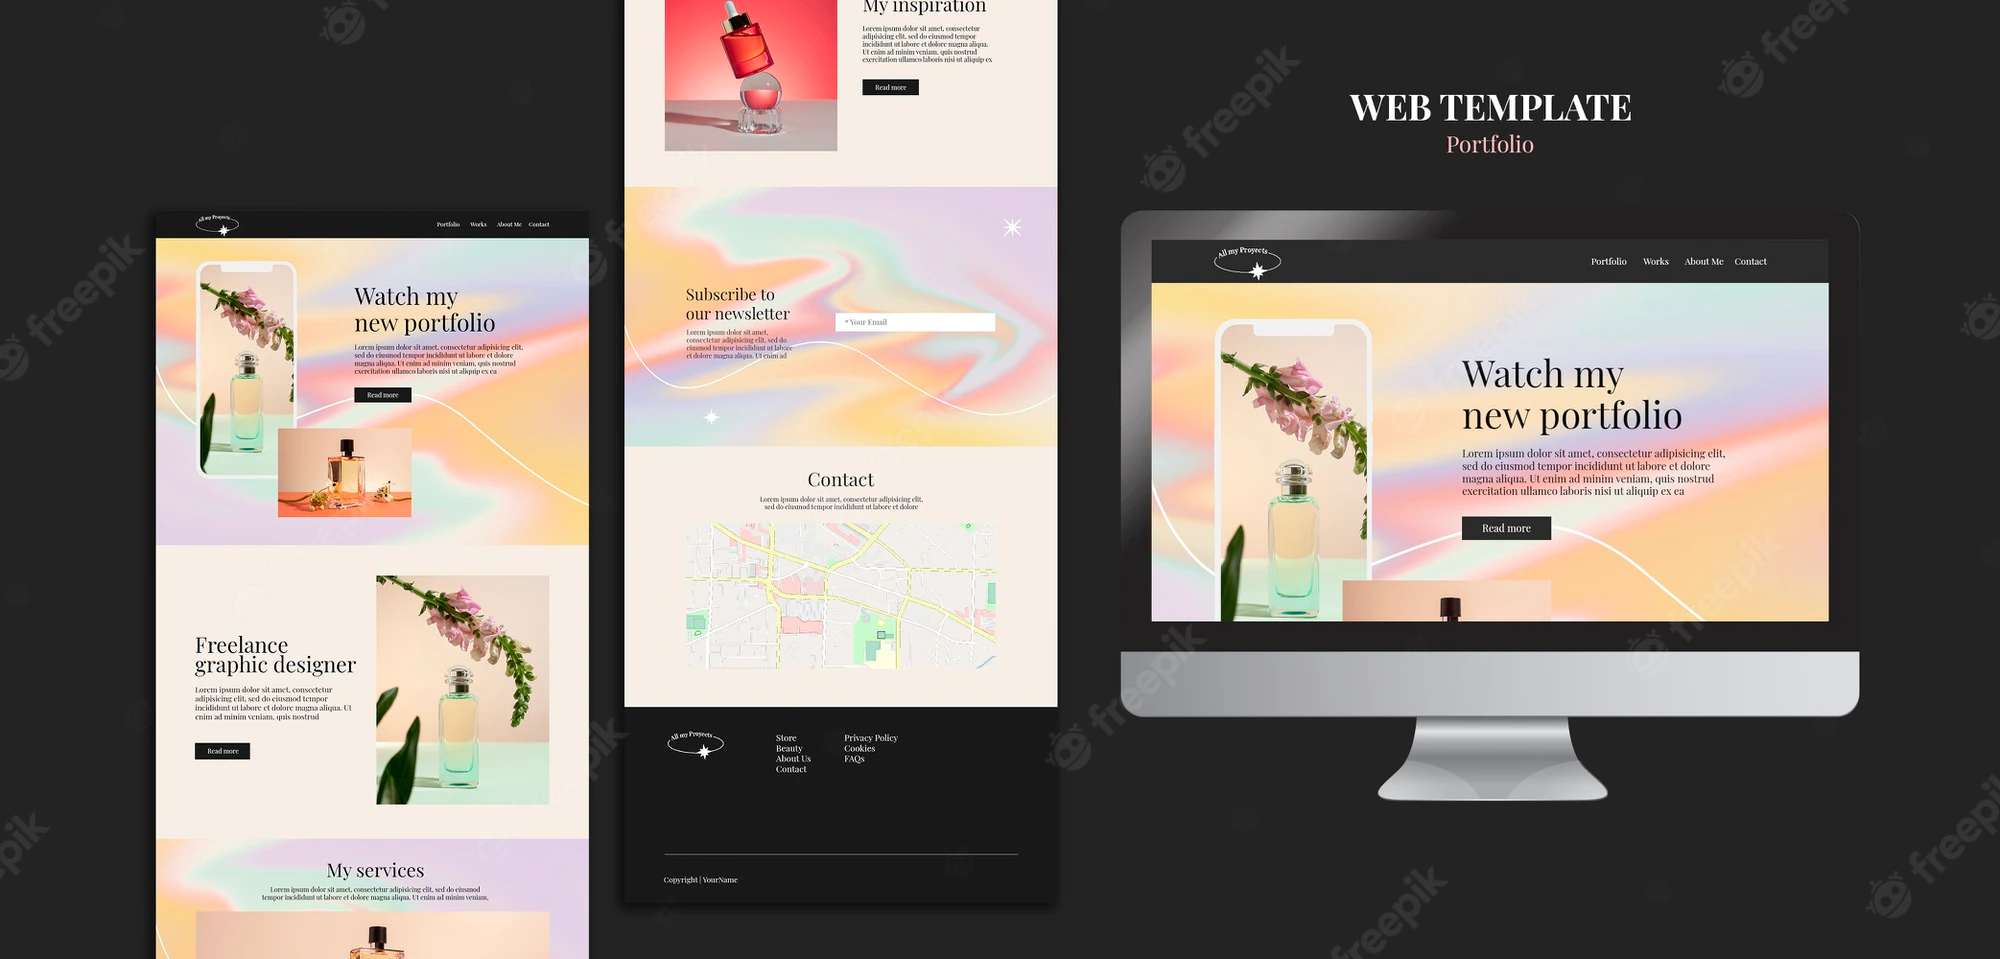 All my Proyects
Portfolio Works About Me Contact
Watch my
new portfolio
Lorem ipsum dolor sit amet, consectetur adipisicing elit,
sed do eiusmod tempor incididunt ut labore et dolore
magna aliqua. Ut enim ad minim veniam, quis nostrud
exercitation ullamco laboris nisi ut aliquip ex ea
Read more
Freelance
graphic designer
Lorem ipsum dolor sit amet, consectetur
adipisicing elit, sed do eiusmod tempor
incididunt ut labore et dolore magna aliqua. Ut
enim ad minim veniam, quis nostrud
Read more
My services
Lorem ipsum dolor sit amet, consectetur adipisicing elit, sed do eiusmod
tempor incididunt ut labore et dolore magna aliqua. Ut enim ad minim veniam,
My inspiration
Lorem ipsum dolor sit amet, consectetur
adipisicing elit, sed do eiusmod tempor
incididunt ut labore et dolore magna aliqua.
Ut enim ad minim veniam, quis nostrud
exercitation ullamco laboris nisi ut aliquip ex
Read more
Subscribe to
our newsletter
Lorem ipsum dolor sit amet,
consectetur adipisicing elit, sed do
eiusmod tempor incididunt ut labore
et dolore magna aliqua. Ut enim ad
* Your Email
Contact
Lorem ipsum dolor sit amet, consectetur adipisicing elit,
sed do eiusmod tempor incididunt ut labore et dolore
All my Proyects
Store
Beauty
About Us
Contact
Privacy Policy
Cookies
FAQs
Copyright | YourName
WEB TEMPLATE
Portfolio
All my Proyects
Portfolio Works About Me Contact
Watch my
new portfolio
Lorem ipsum dolor sit amet, consectetur adipisicing elit,
sed do eiusmod tempor incididunt ut labore et dolore
magna aliqua. Ut enim ad minim veniam, quis nostrud
exercitation ullamco laboris nisi ut aliquip ex ea
Read more
freepik
freepik
freepik
freepik
freepik
freepik
freepik